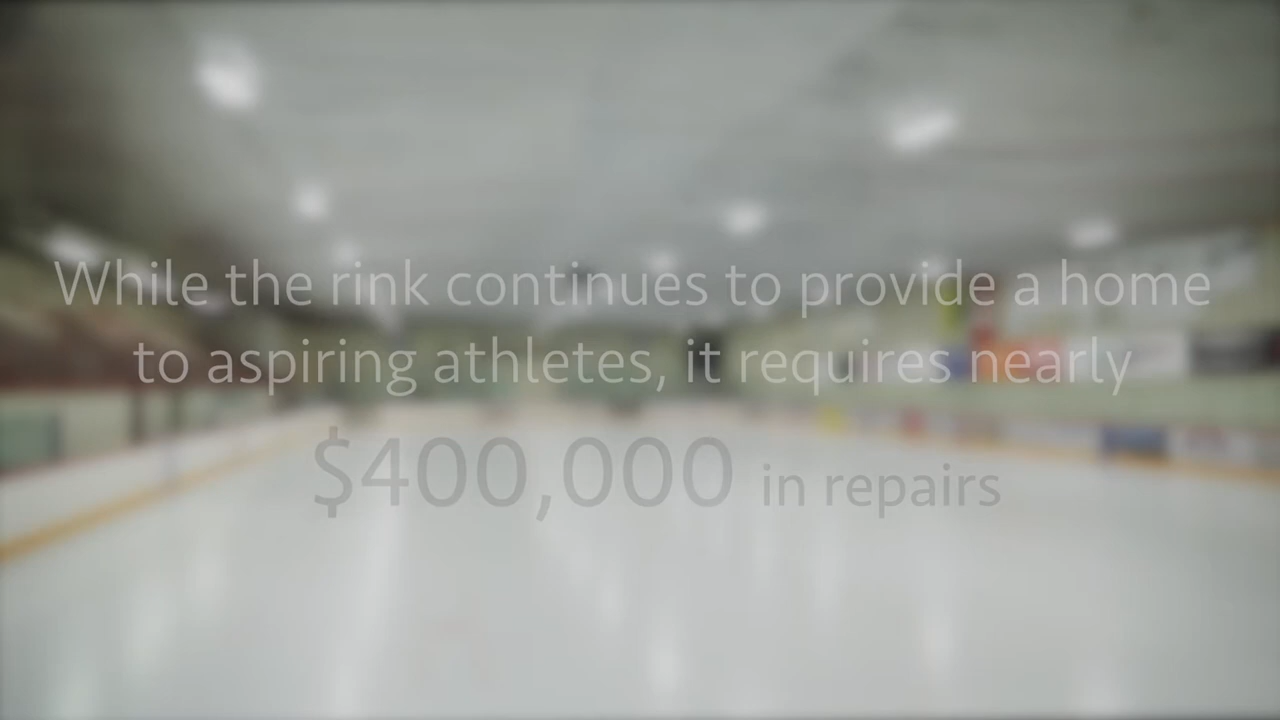 While the rink continues to provide a home
to aspiring athletes, it requires nearly
$400,000 in repairs